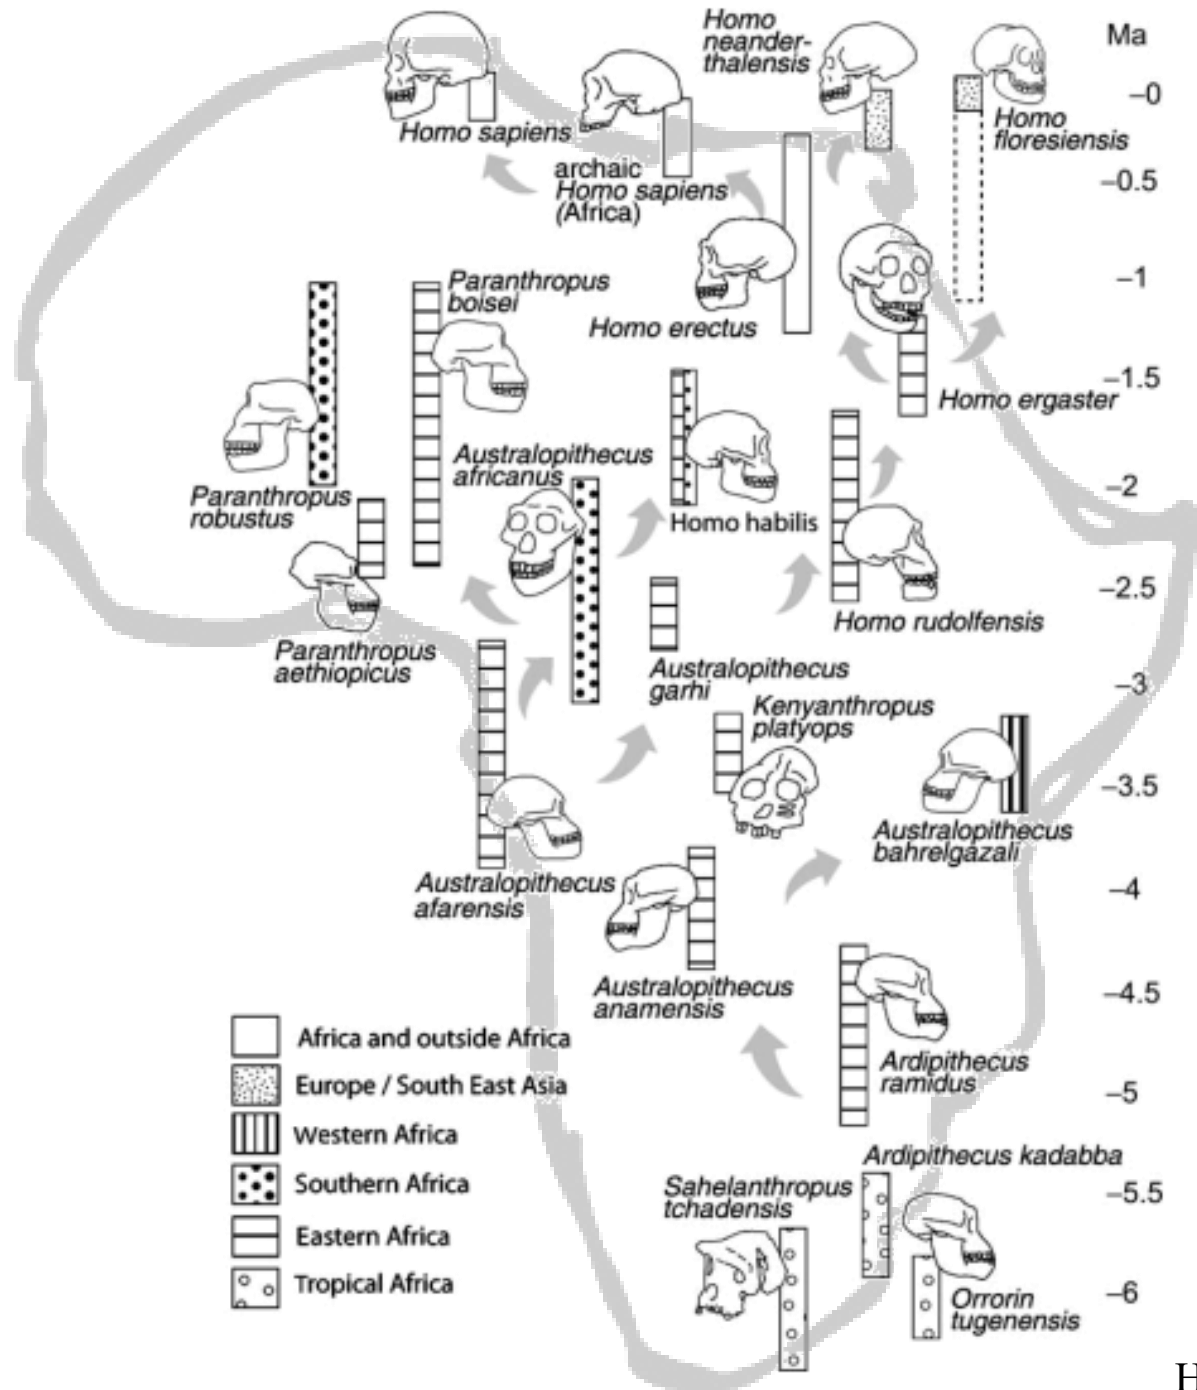 Homo
neander-
thalensis
Ma
–0
Homo sapiens
Homo
floresiensis
archaic
Homo sapiens
(Africa)
–0.5
Paranthropus
boisei
–1
Homo erectus
–1.5
Homo ergaster
Australopithecus
africanus
Paranthropus
robustus
–2
Homo habilis
–2.5
Homo rudolfensis
Paranthropus
aethiopicus
Australopithecus
garhi
–3
Kenyanthropus
platyops
–3.5
Australopithecus
bahrelgazali
Australopithecus
afarensis
–4
Australopithecus
anamensis
–4.5
Africa and outside Africa
Europe / South East Asia
Western Africa
Southern Africa
Eastern Africa
Tropical Africa
Ardipithecus
ramidus
–5
Ardipithecus kadabba
Sahelanthropus
tchadensis
–5.5
–6
Orrorin
tugenensis
H